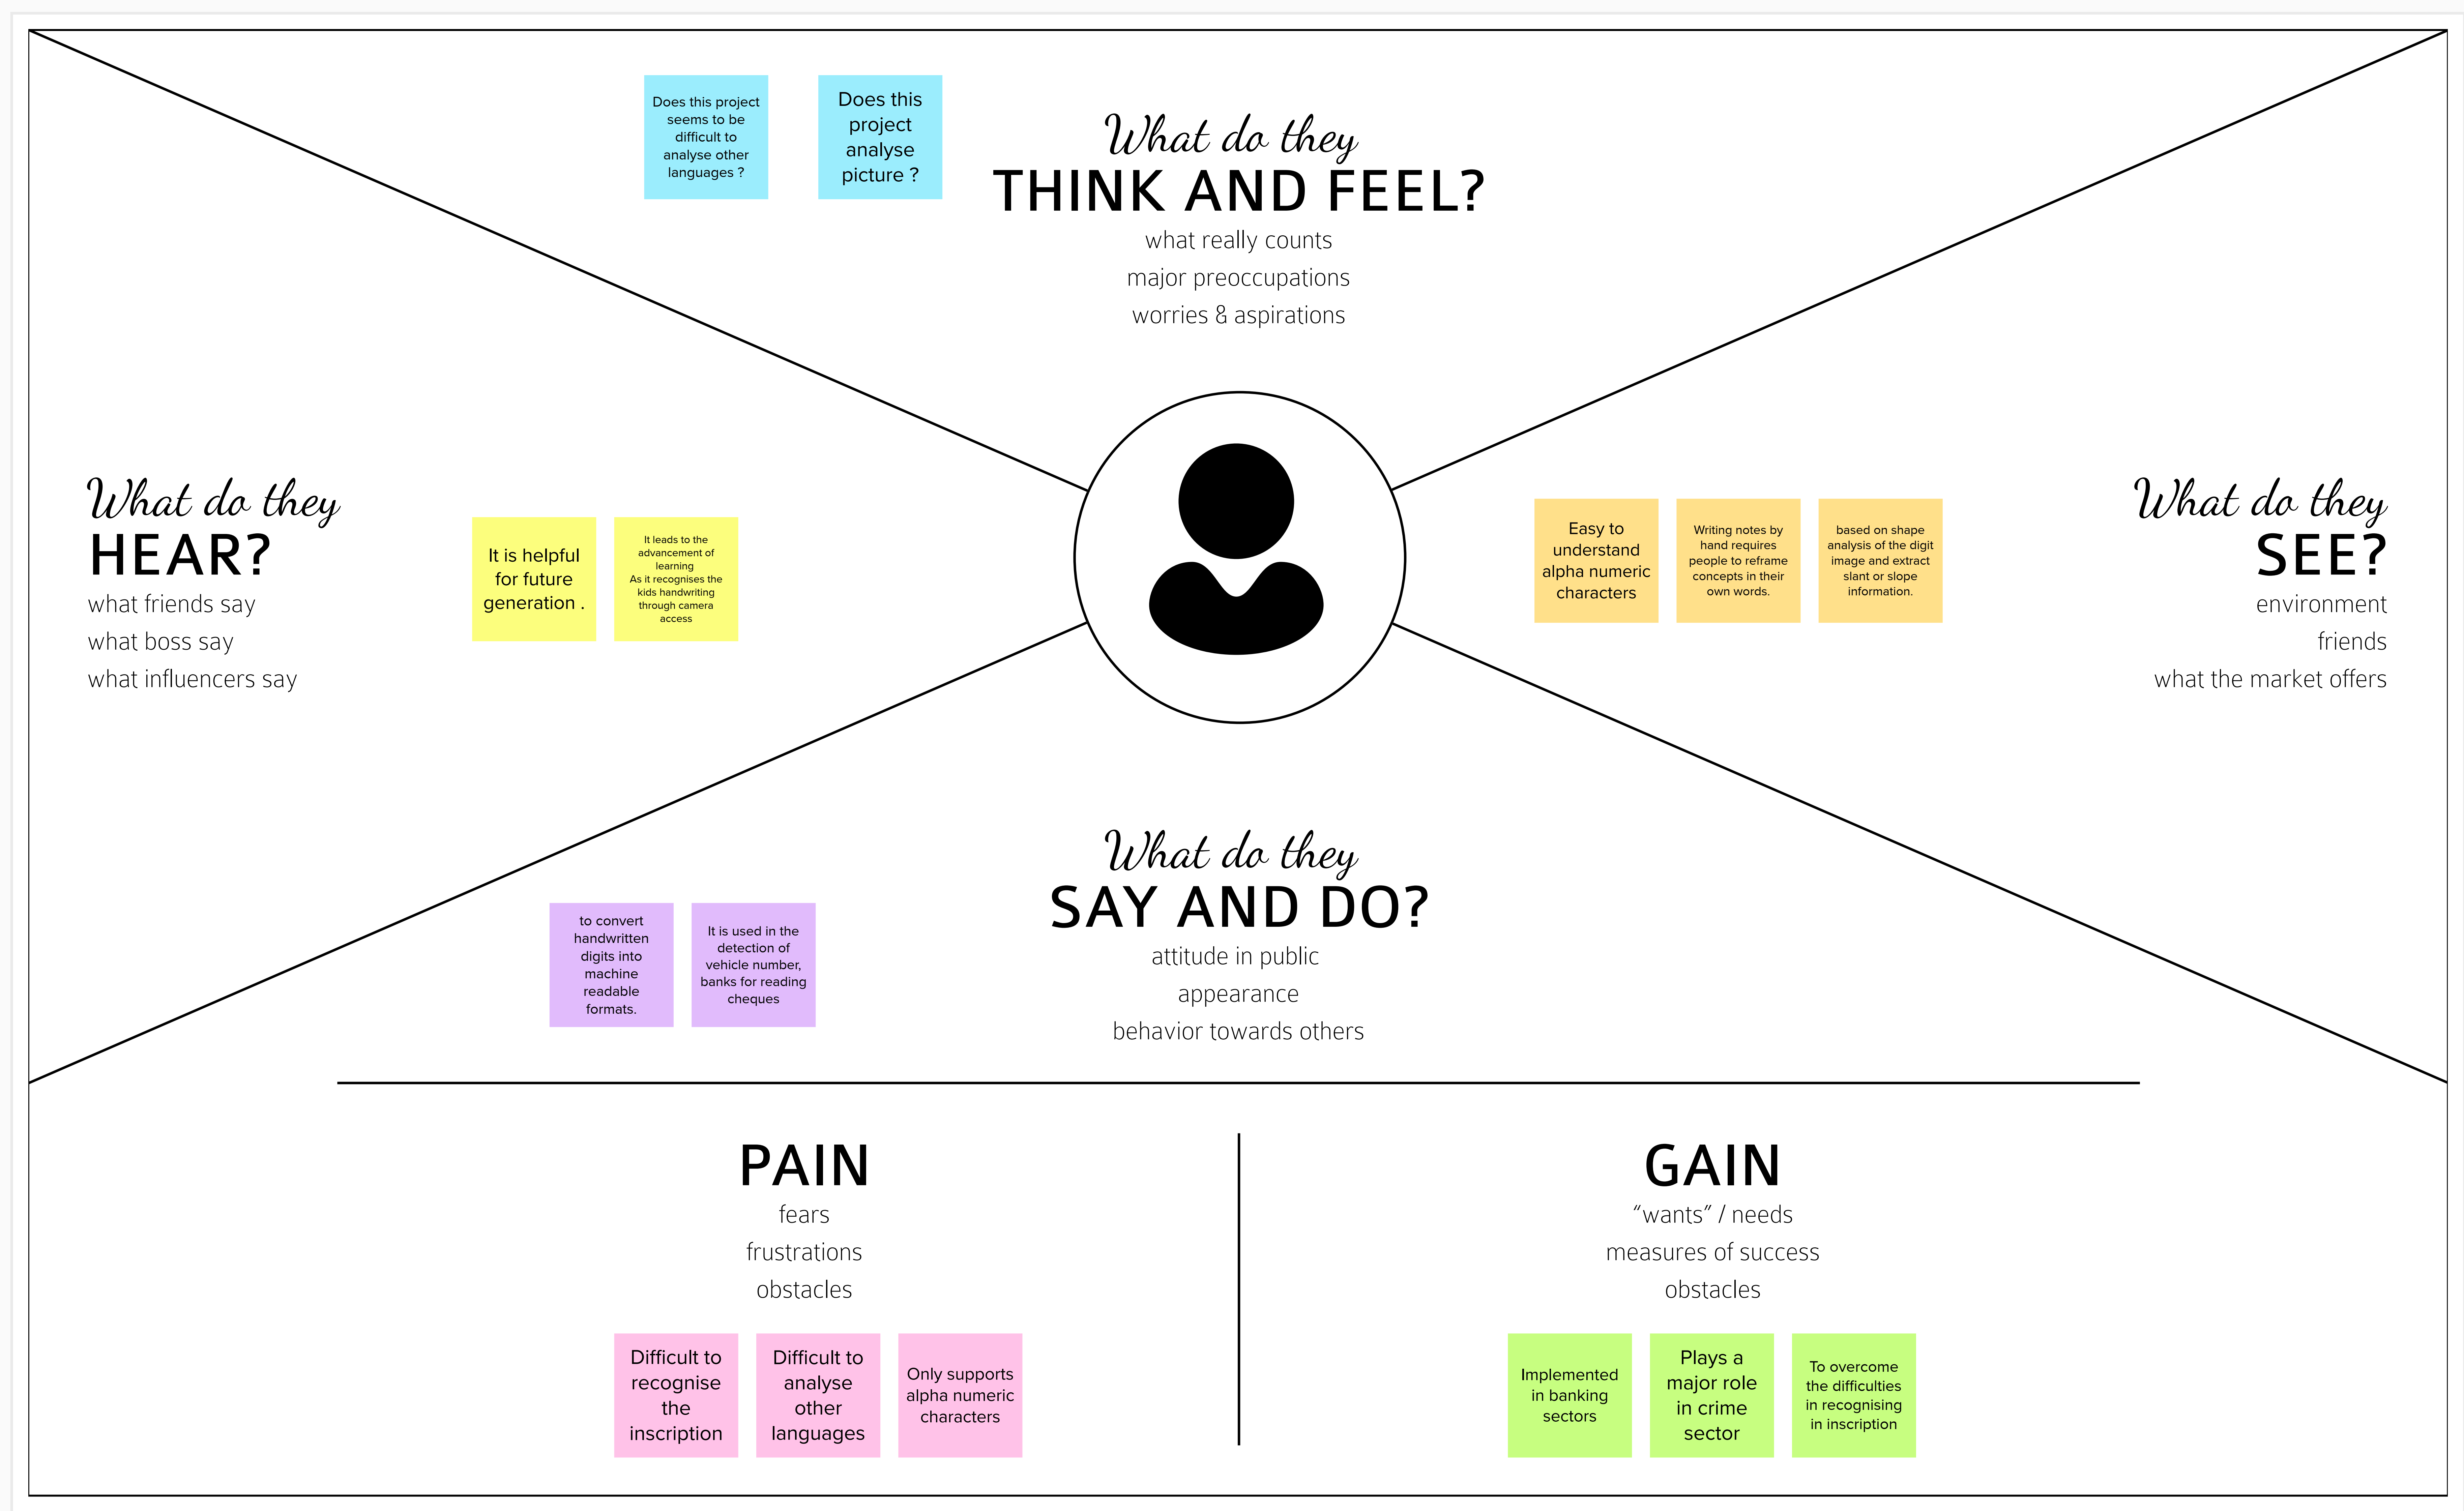 Does this project
seems to be
difficult to
analyse other
languages ?
Does this
project
analyse
picture ?
What do they
THINK AND FEEL?
what really counts
major preoccupations
worries & aspirations
What do they
HEAR?
what friends say
what boss say
what influencers say
It is helpful
for future
generation .
It leads to the
advancement of
learning
As it recognises the
kids handwriting
through camera
access
Easy to
understand
alpha numeric
characters
Writing notes by
hand requires
people to reframe
concepts in their
own words.
based on shape
analysis of the digit
image and extract
slant or slope
information.
What do they
SEE?
environment
friends
what the market offers
What do they
SAY AND DO?
attitude in public
appearance
behavior towards others
to convert
handwritten
digits into
machine
readable
formats.
It is used in the
detection of
vehicle number,
banks for reading
cheques
PAIN
fears
frustrations
obstacles
Difficult to
recognise
the
inscription
Difficult to
analyse
other
languages
Only supports
alpha numeric
characters
GAIN
“wants” / needs
measures of success
obstacles
Implemented
in banking
sectors
Plays a
major role
in crime
sector
To overcome
the difficulties
in recognising
in inscription